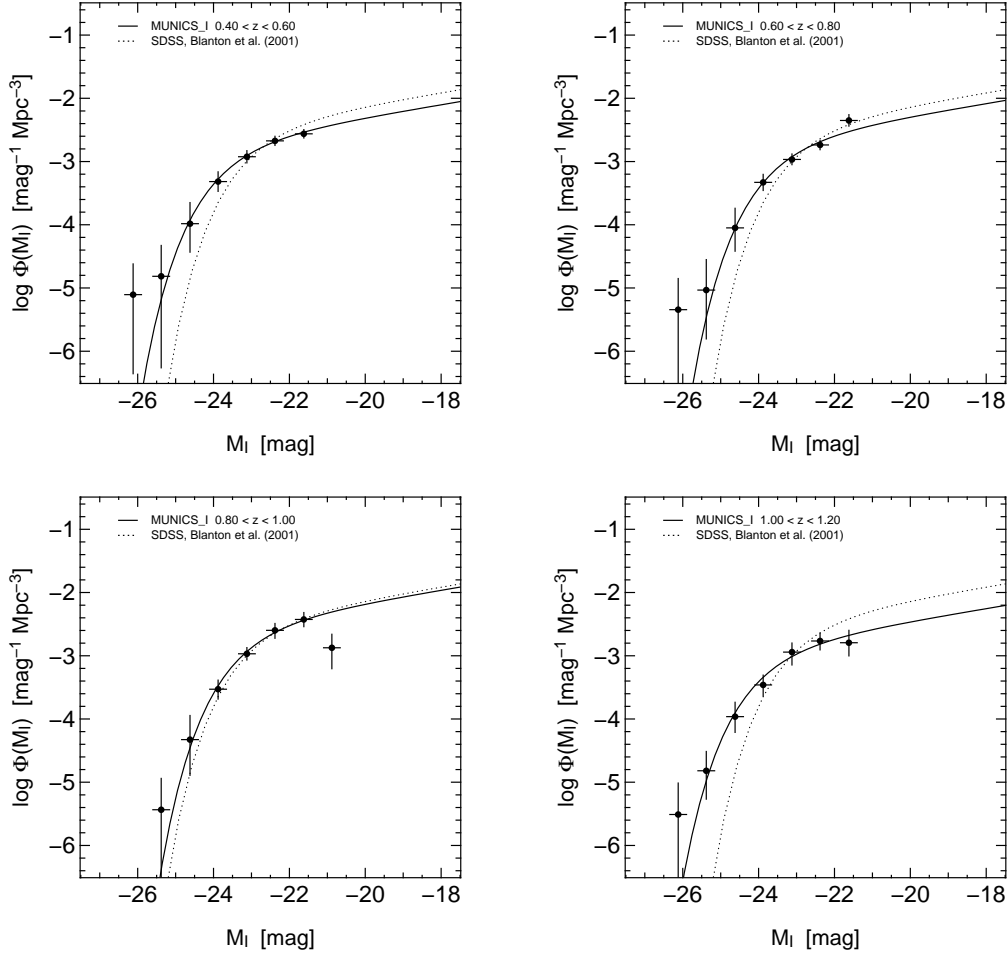 MUNICS_I 0.40 < z < 0.60
SDSS, Blanton et al. (2001)
−1
−2
−3
−4
−5
−6
log Φ(M_I) [mag⁻¹ Mpc⁻³]
−26 −24 −22 −20 −18
M_I [mag]
MUNICS_I 0.60 < z < 0.80
SDSS, Blanton et al. (2001)
−1
−2
−3
−4
−5
−6
log Φ(M_I) [mag⁻¹ Mpc⁻³]
−26 −24 −22 −20 −18
M_I [mag]
MUNICS_I 0.80 < z < 1.00
SDSS, Blanton et al. (2001)
−1
−2
−3
−4
−5
−6
log Φ(M_I) [mag⁻¹ Mpc⁻³]
−26 −24 −22 −20 −18
M_I [mag]
MUNICS_I 1.00 < z < 1.20
SDSS, Blanton et al. (2001)
−1
−2
−3
−4
−5
−6
log Φ(M_I) [mag⁻¹ Mpc⁻³]
−26 −24 −22 −20 −18
M_I [mag]